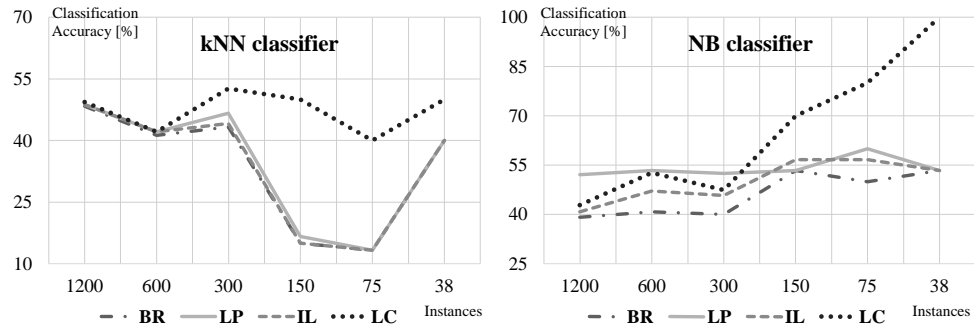 70
55
40
25
10
Classification
Accuracy [%]
kNN classifier
1200 600 300 150 75 38
Instances
BR LP IL LC
100
85
70
55
40
25
Classification
Accuracy [%]
NB classifier
1200 600 300 150 75 38
Instances
BR LP IL LC